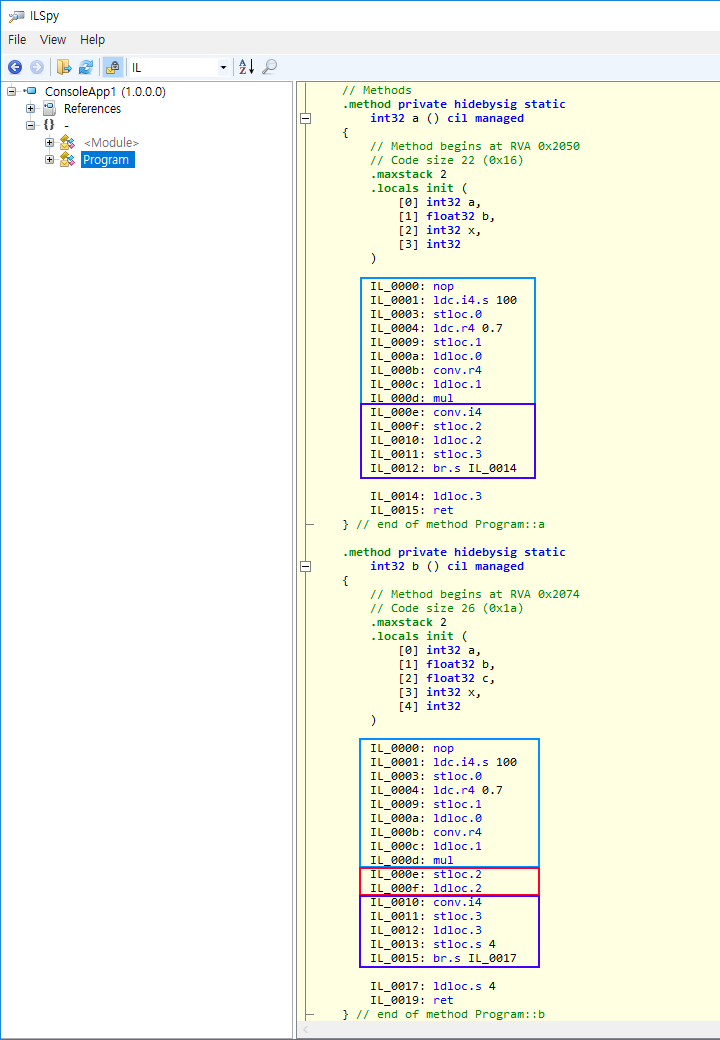 ILSpy
File View Help
IL
ConsoleApp1 (1.0.0.0)
References
{} -
<Module>
Program
// Methods
.method private hidebysig static
int32 a () cil managed
{
// Method begins at RVA 0x2050
// Code size 22 (0x16)
.maxstack 2
.locals init (
[0] int32 a,
[1] float32 b,
[2] int32 x,
[3] int32
)
IL_0000: nop
IL_0001: ldc.i4.s 100
IL_0003: stloc.0
IL_0004: ldc.r4 0.7
IL_0009: stloc.1
IL_000a: ldloc.0
IL_000b: conv.r4
IL_000c: ldloc.1
IL_000d: mul
IL_000e: conv.i4
IL_000f: stloc.2
IL_0010: ldloc.2
IL_0011: stloc.3
IL_0012: br.s IL_0014
IL_0014: ldloc.3
IL_0015: ret
} // end of method Program::a
.method private hidebysig static
int32 b () cil managed
{
// Method begins at RVA 0x2074
// Code size 26 (0x1a)
.maxstack 2
.locals init (
[0] int32 a,
[1] float32 b,
[2] float32 c,
[3] int32 x,
[4] int32
)
IL_0000: nop
IL_0001: ldc.i4.s 100
IL_0003: stloc.0
IL_0004: ldc.r4 0.7
IL_0009: stloc.1
IL_000a: ldloc.0
IL_000b: conv.r4
IL_000c: ldloc.1
IL_000d: mul
IL_000e: stloc.2
IL_000f: ldloc.2
IL_0010: conv.i4
IL_0011: stloc.3
IL_0012: ldloc.3
IL_0013: stloc.s 4
IL_0015: br.s IL_0017
IL_0017: ldloc.s 4
IL_0019: ret
} // end of method Program::b